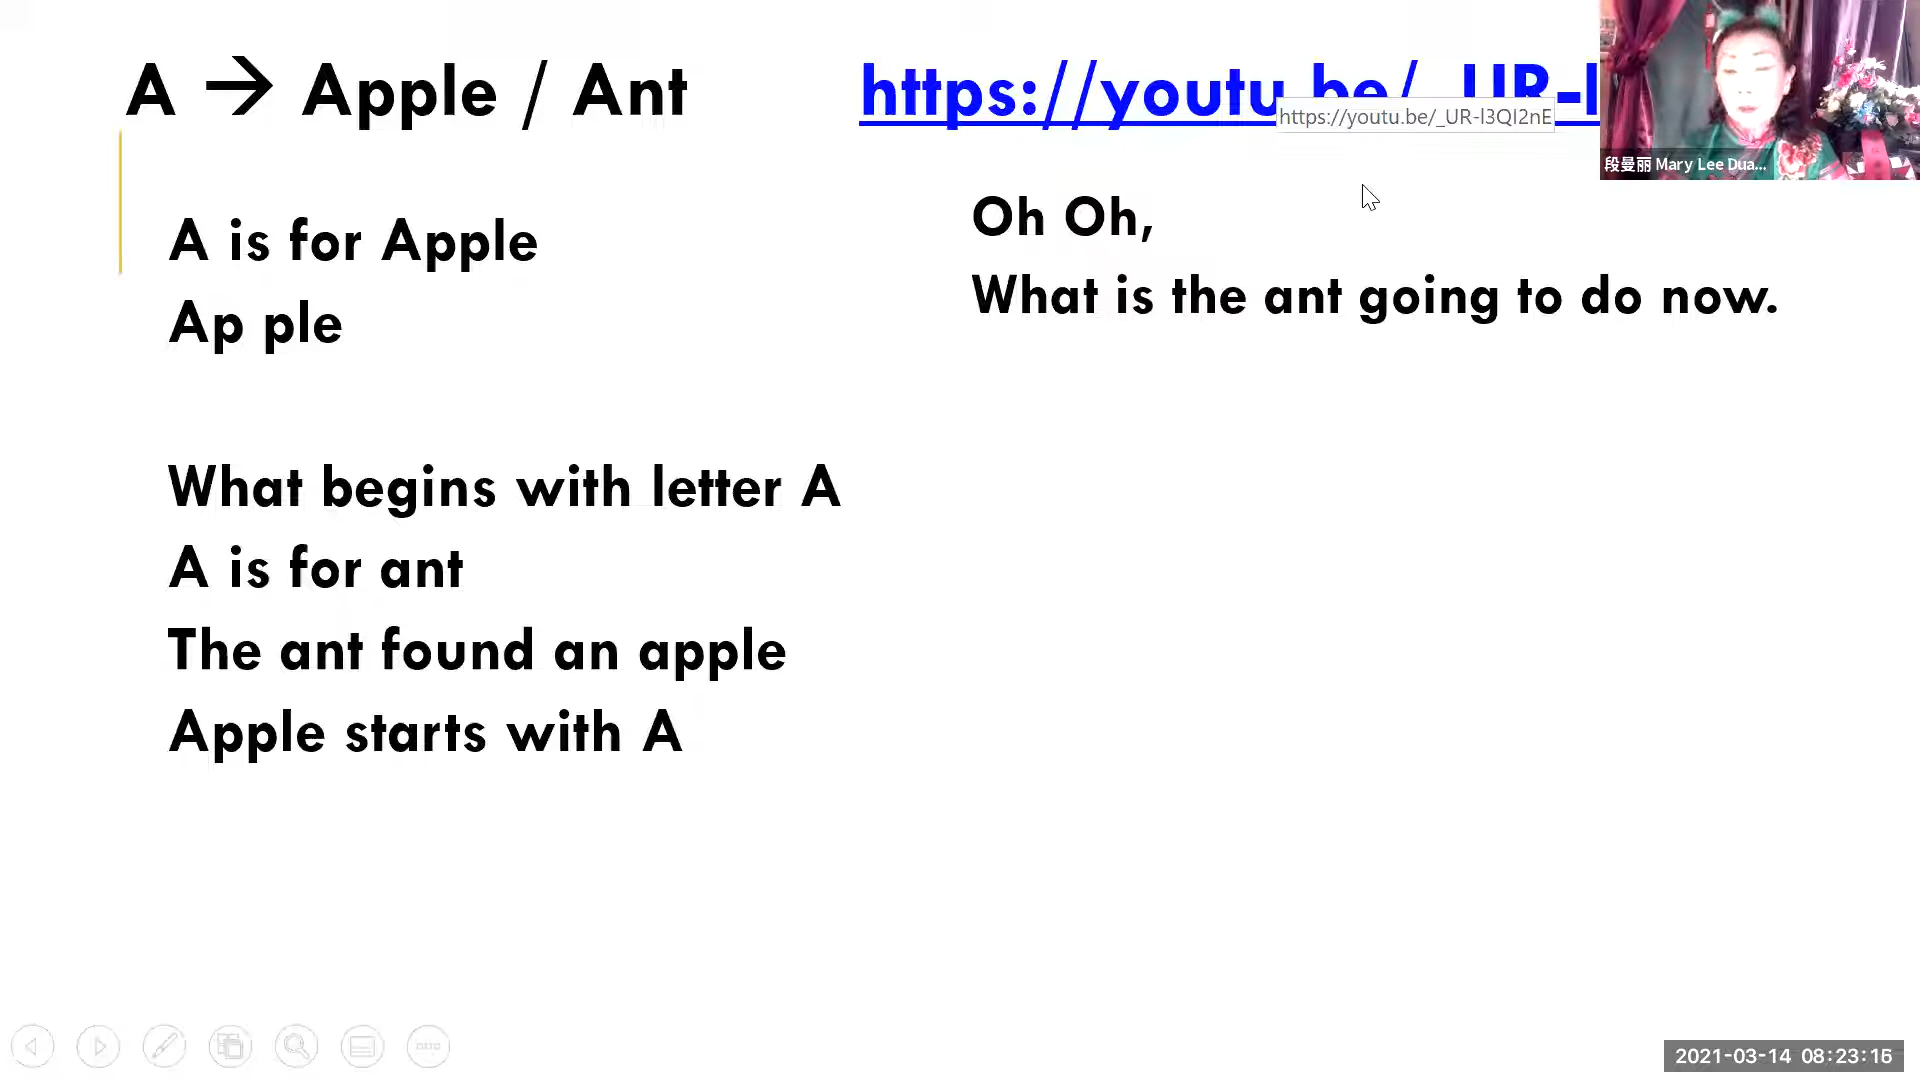 A → Apple / Ant
https://youtu.be/_UR-l
https://youtu.be/_UR-l3QI2nE
段曼丽 Mary Lee Dua...
A is for Apple
Ap ple
What begins with letter A
A is for ant
The ant found an apple
Apple starts with A
Oh Oh,
What is the ant going to do now.
2021-03-14 08:23:16